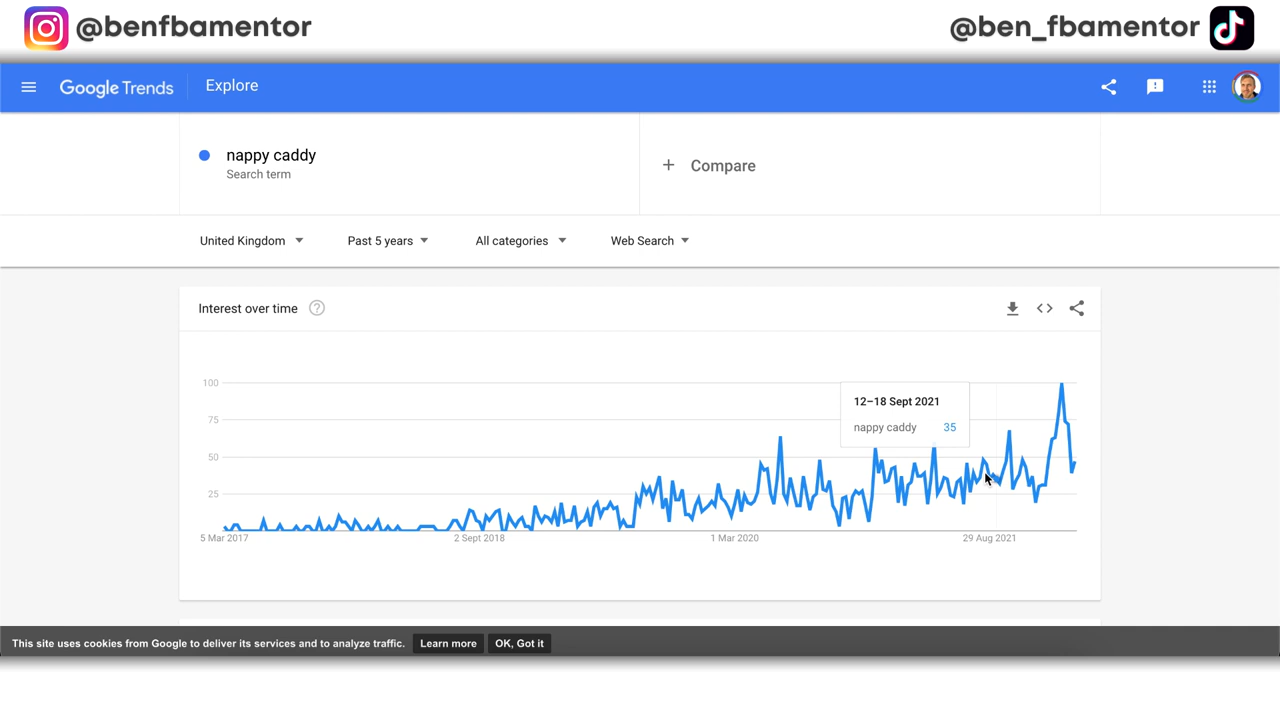 @benfbamentor
@ben_fbamentor
Google Trends
Explore
nappy caddy
Search term
+ Compare
United Kingdom
Past 5 years
All categories
Web Search
Interest over time
?
100
75
50
25
12–18 Sept 2021
nappy caddy 35
5 Mar 2017
2 Sept 2018
1 Mar 2020
29 Aug 2021
This site uses cookies from Google to deliver its services and to analyze traffic.
Learn more
OK, Got it